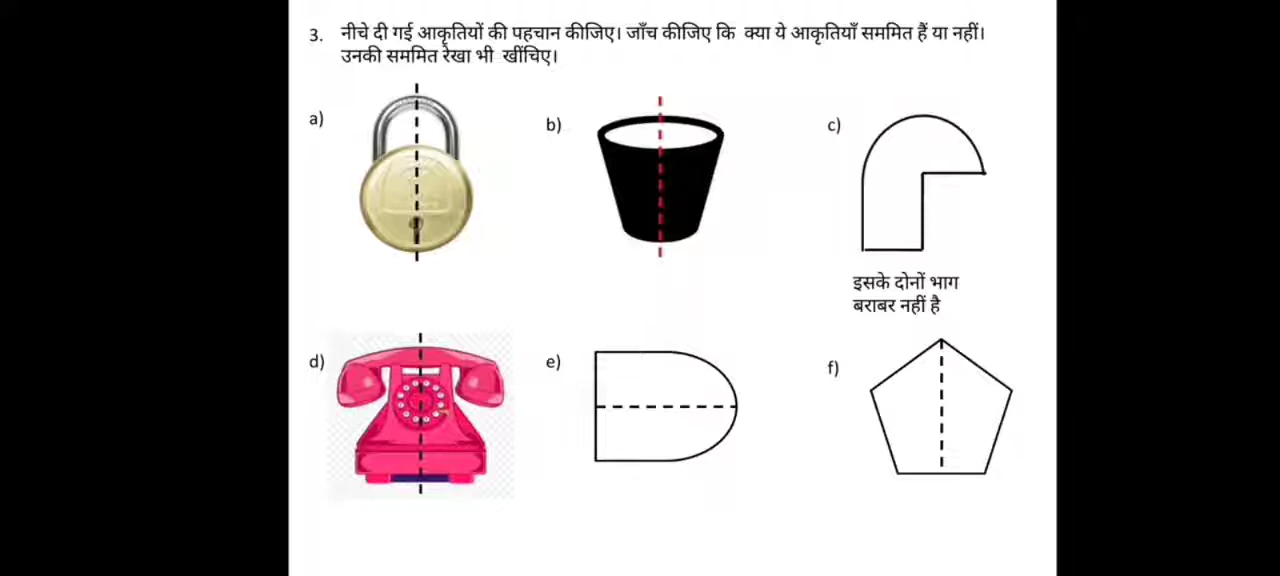 3. नीचे दी गई आकृतियों की पहचान कीजिए। जाँच कीजिए कि क्या ये आकृतियाँ सममित हैं या नहीं।
उनकी सममित रेखा भी खींचिए।
a)
b)
c)
इसके दोनों भाग
बराबर नहीं है
d)
e)
f)